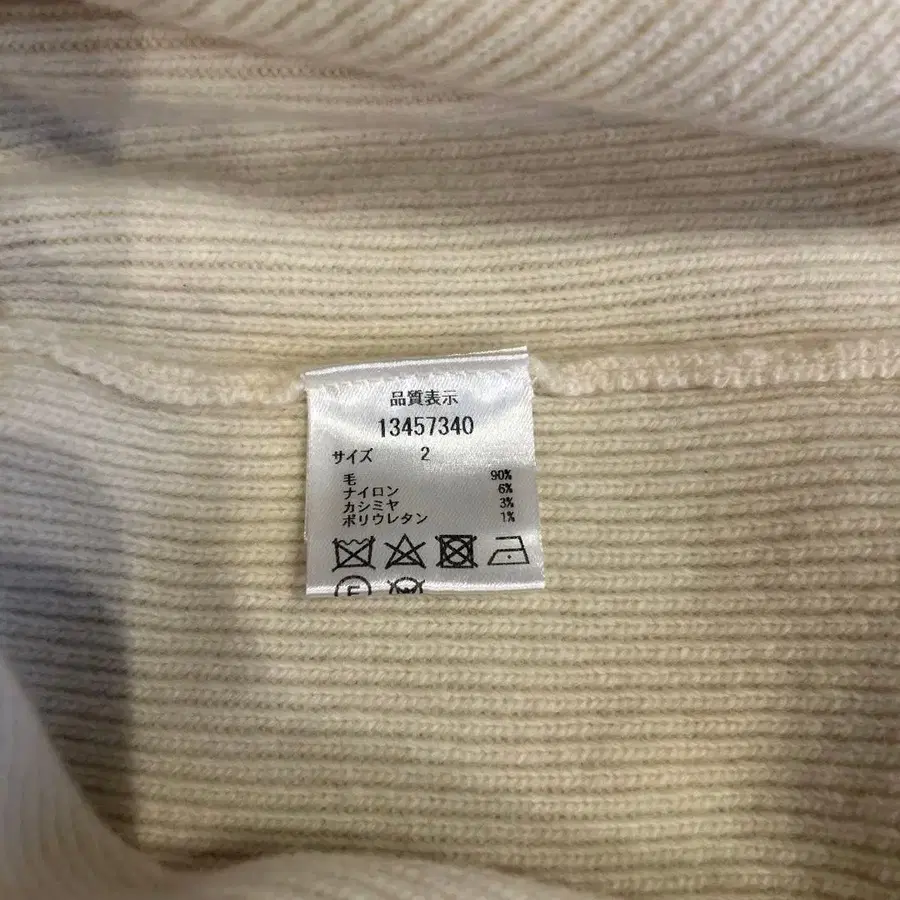 品質表示
13457340
サイズ 2
毛 90%
ナイロン 6%
カシミヤ 3%
ポリウレタン 1%